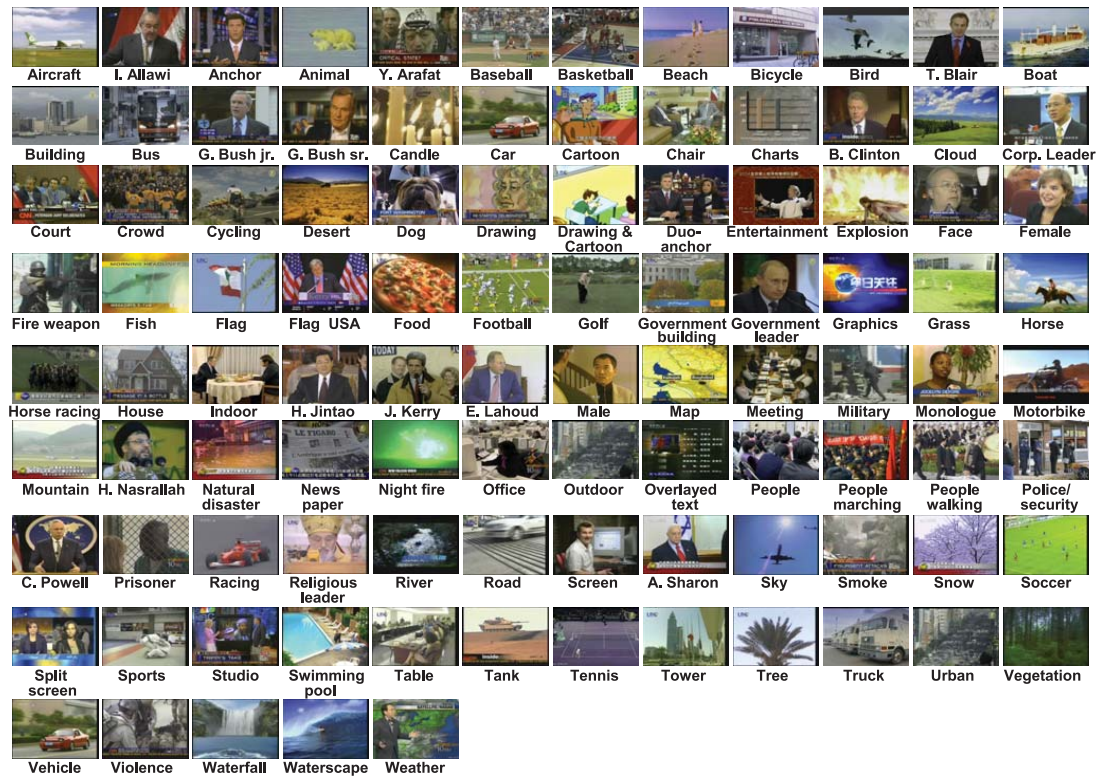 Aircraft I. Allawi Anchor Animal Y. Arafat Baseball Basketball Beach Bicycle Bird T. Blair Boat
Building Bus G. Bush jr. G. Bush sr. Candle Car Cartoon Chair Charts B. Clinton Cloud Corp. Leader
Court Crowd Cycling Desert Dog Drawing Drawing & Duo- Entertainment Explosion Face Female
Cartoon anchor
Fire weapon Fish Flag Flag USA Food Football Golf Government Government Graphics Grass Horse
building leader
TODAY
Horse racing House Indoor H. Jintao J. Kerry E. Lahoud Male Map Meeting Military Monologue Motorbike
LE FIGARO
Mountain H. Nasrallah Natural News Night fire Office Outdoor Overlayed People People People Police/
disaster paper text marching walking security
C. Powell Prisoner Racing Religious River Road Screen A. Sharon Sky Smoke Snow Soccer
leader
Split Sports Studio Swimming Table Tank Tennis Tower Tree Truck Urban Vegetation
screen pool
Vehicle Violence Waterfall Waterscape Weather